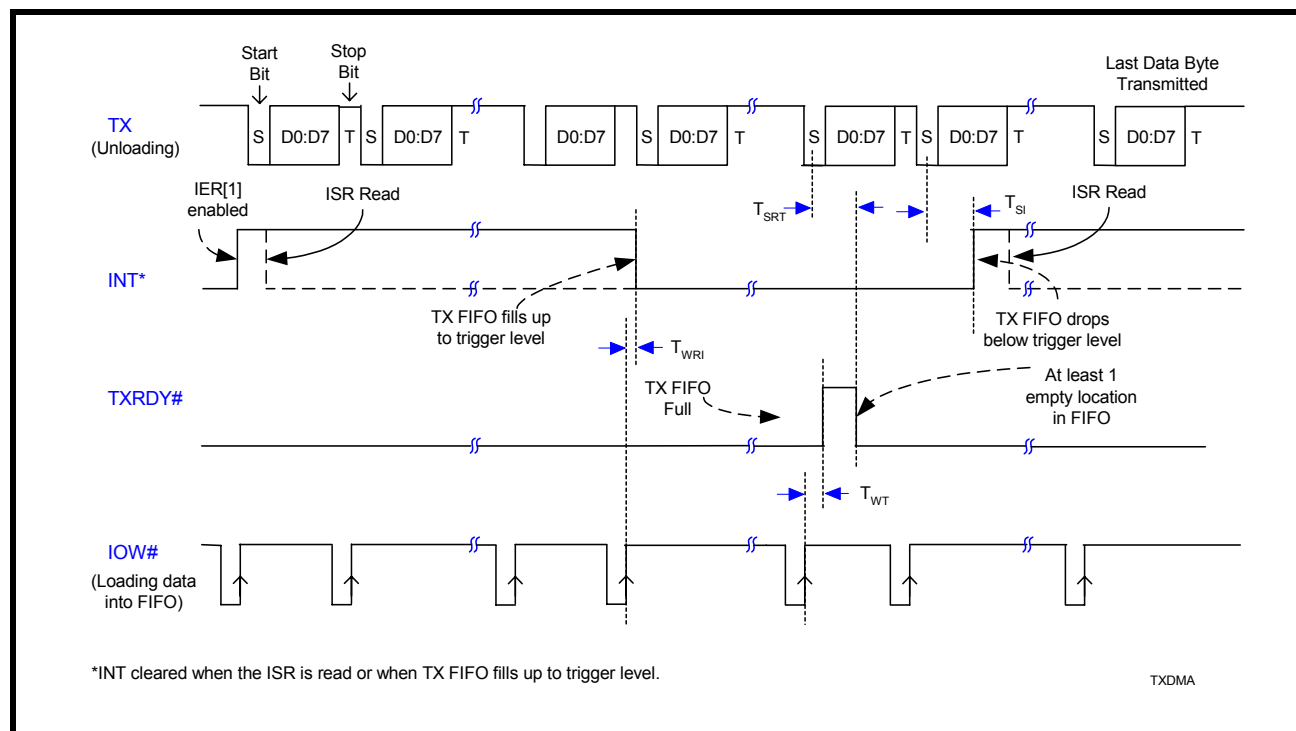 Start
Bit
Stop
Bit
Last Data Byte
Transmitted
TX
(Unloading)
S D0:D7 T S D0:D7 T D0:D7 S D0:D7 T S D0:D7 T S D0:D7 T S D0:D7 T
IER[1]
enabled
ISR Read
TSRT
TSI
ISR Read
INT*
TX FIFO fills up
to trigger level
TX FIFO drops
below trigger level
TWRI
TXRDY#
TX FIFO
Full
At least 1
empty location
in FIFO
TWT
IOW#
(Loading data
into FIFO)
*INT cleared when the ISR is read or when TX FIFO fills up to trigger level.
TXDMA